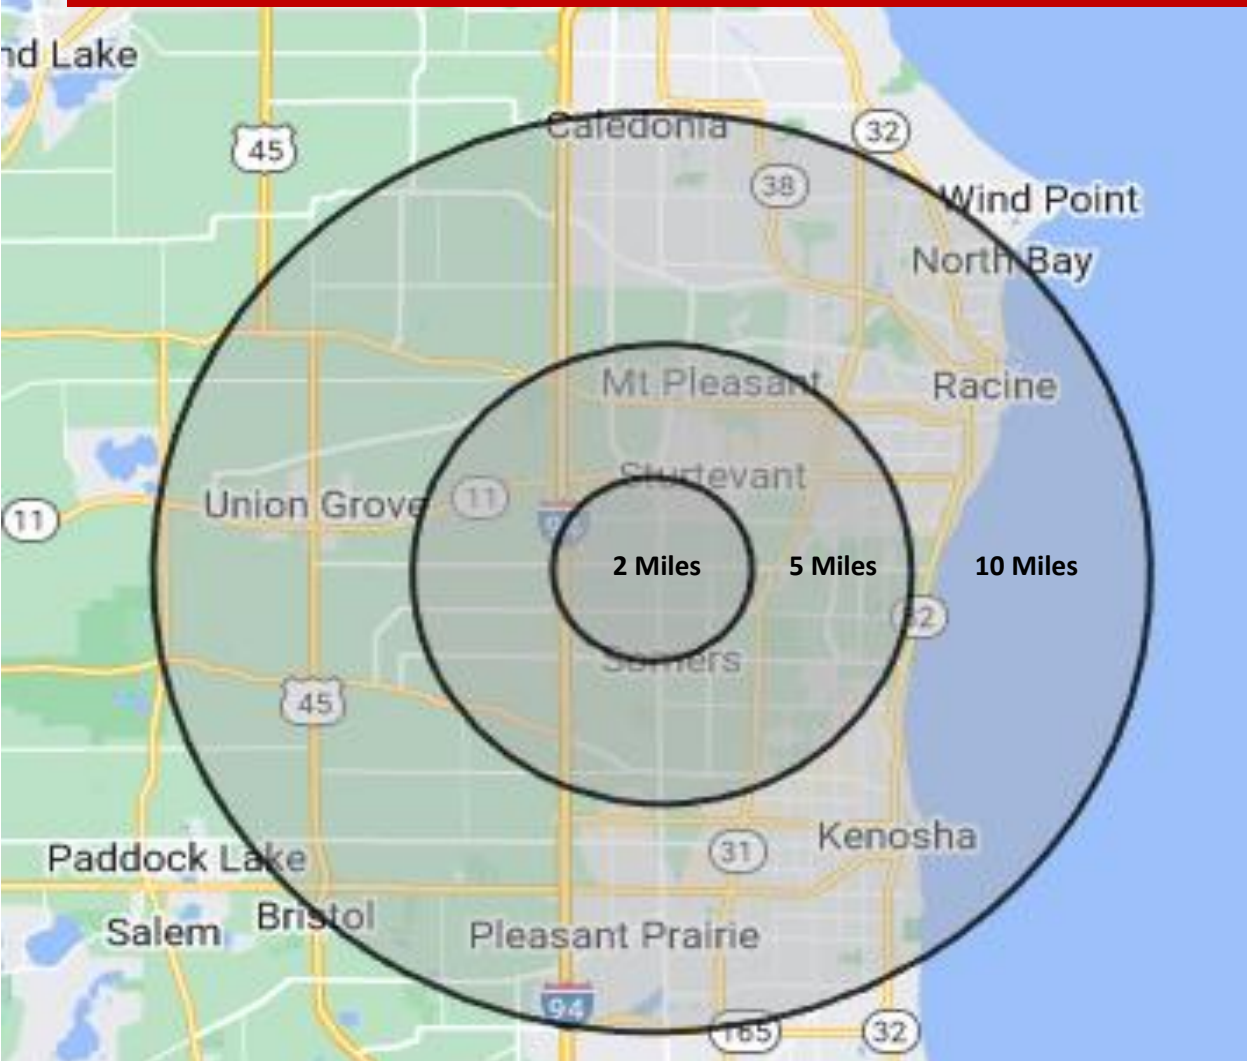 nd Lake
Caledonia
32
45
38
Wind Point
North Bay
Mt Pleasant
Racine
Sturtevant
Union Grove
11
11
2 Miles
5 Miles
10 Miles
32
Somers
45
Kenosha
31
Paddock Lake
Bristol
Salem
Pleasant Prairie
94
165
32